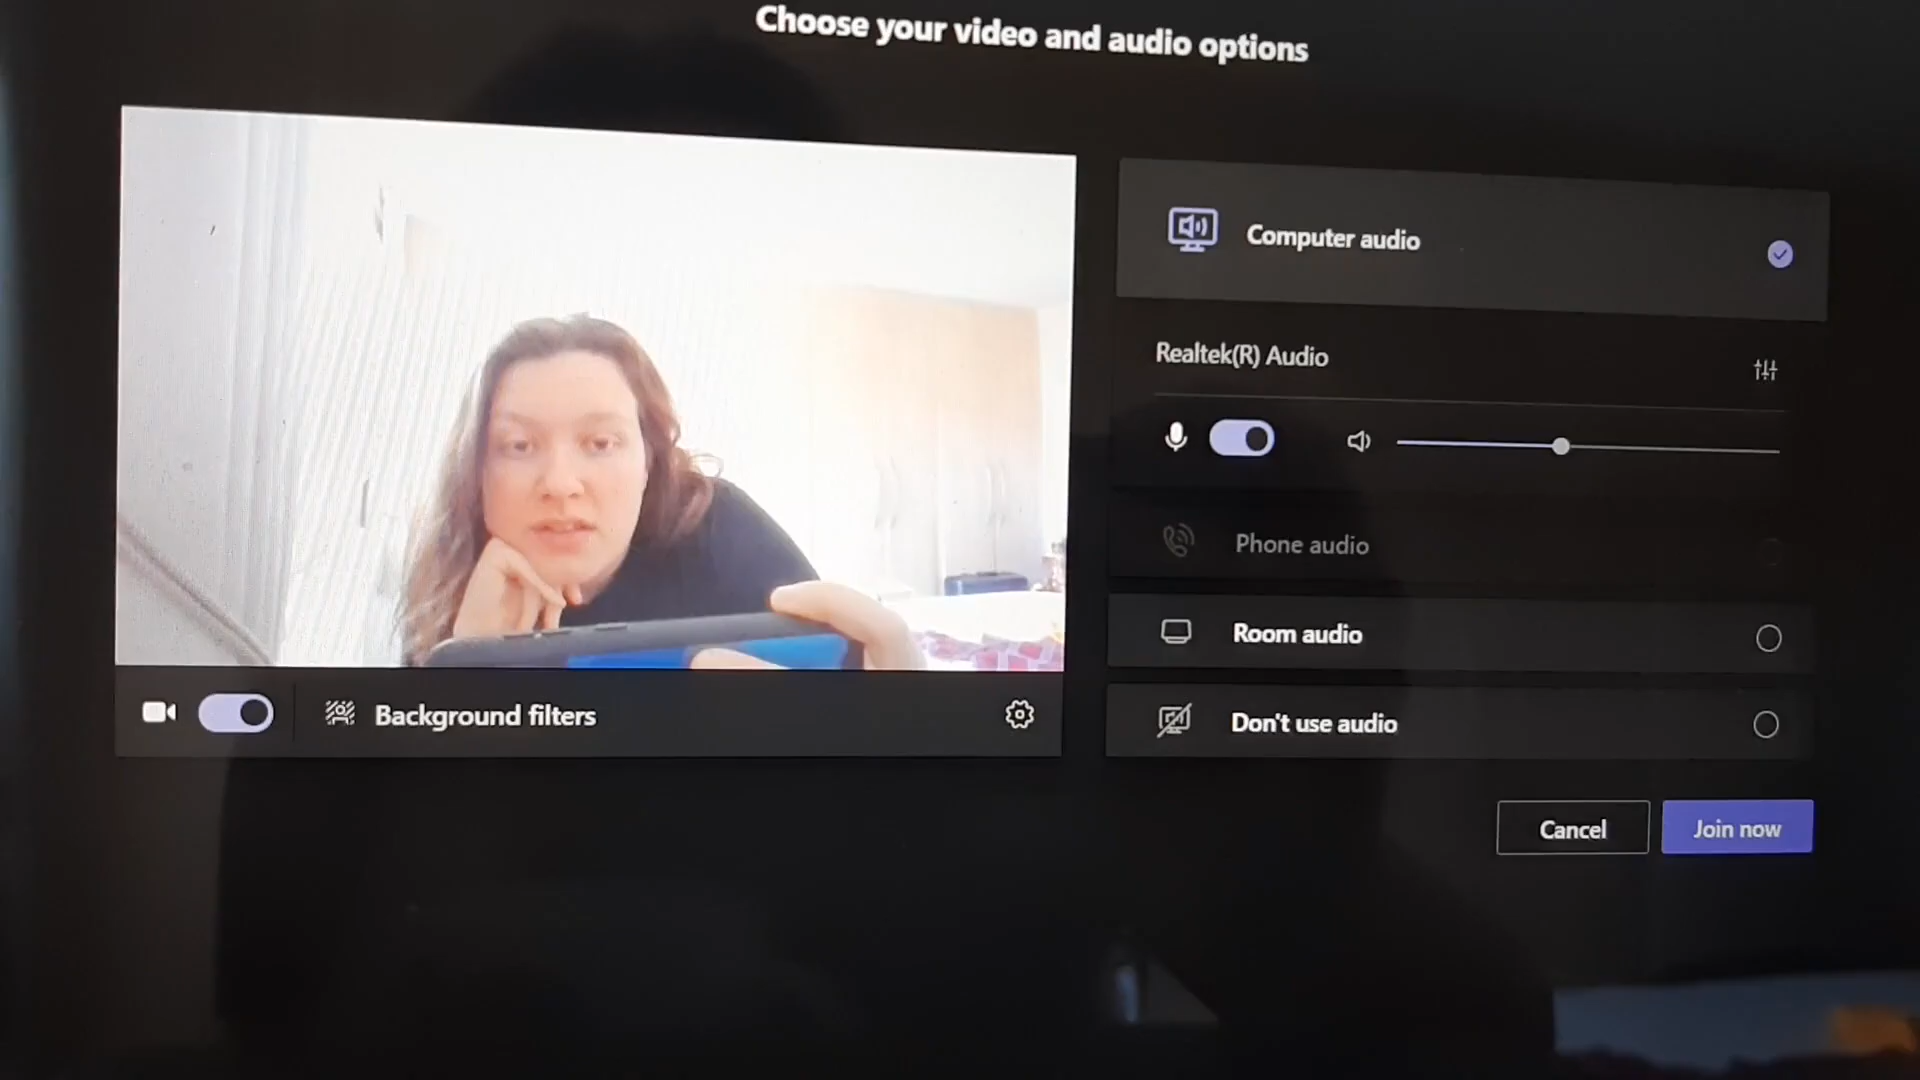 Choose your video and audio options
Computer audio
Realtek(R) Audio
Phone audio
Room audio
Don't use audio
Background filters
Cancel
Join now